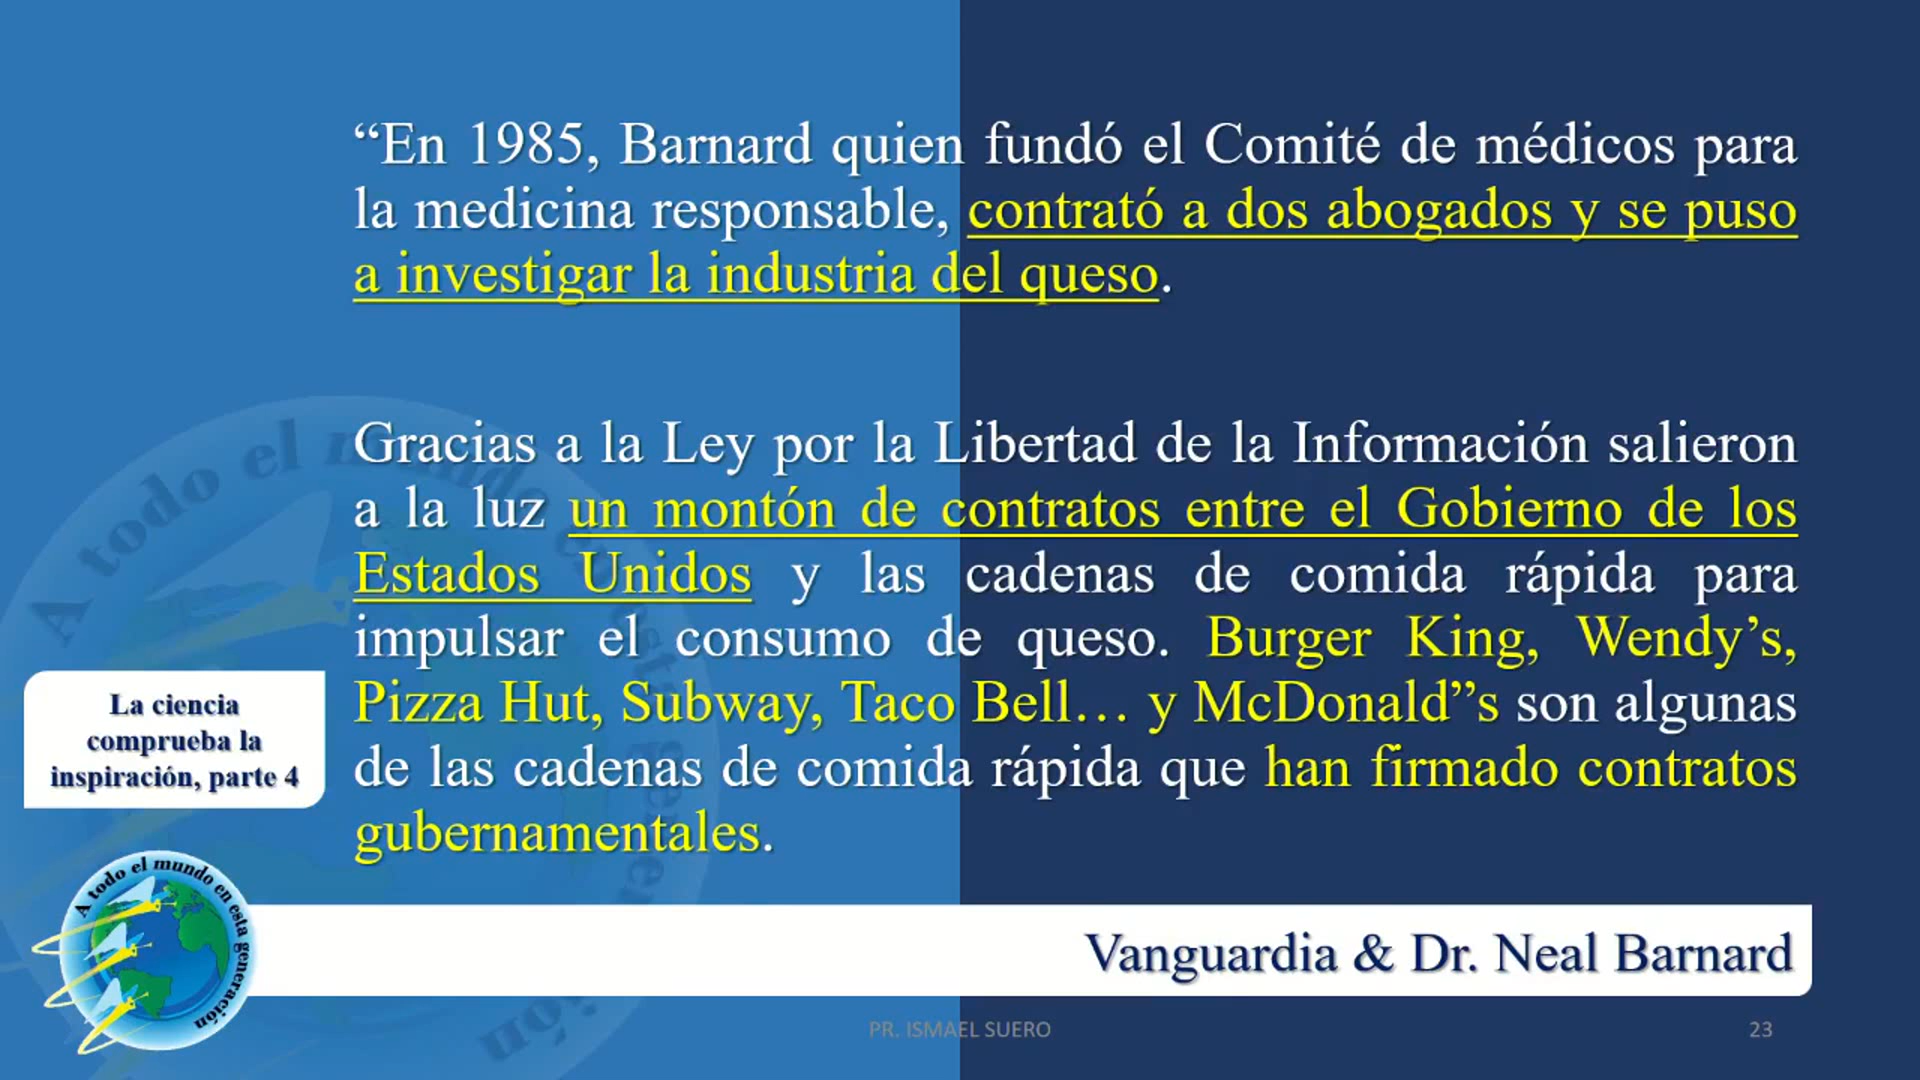 “En 1985, Barnard quien fundó el Comité de médicos para
la medicina responsable, contrató a dos abogados y se puso
a investigar la industria del queso.
Gracias a la Ley por la Libertad de la Información salieron
a la luz un montón de contratos entre el Gobierno de los
Estados Unidos y las cadenas de comida rápida para
impulsar el consumo de queso. Burger King, Wendy’s,
Pizza Hut, Subway, Taco Bell… y McDonald”s son algunas
de las cadenas de comida rápida que han firmado contratos
gubernamentales.
La ciencia
comprueba la
inspiración, parte 4
A todo el mundo en esta generación
Vanguardia & Dr. Neal Barnard
PR. ISMAEL SUERO
23